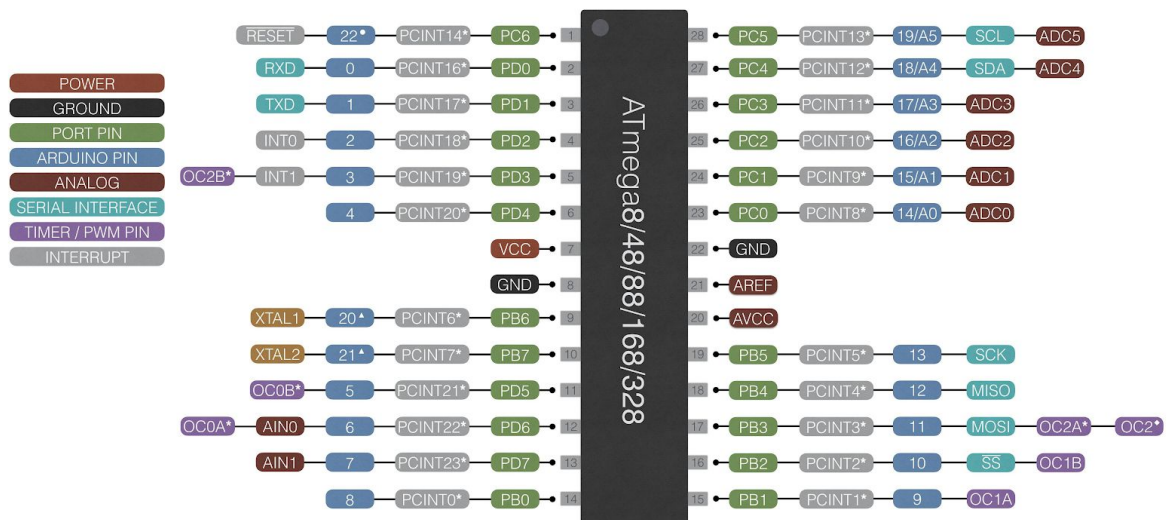 RESET 22● PCINT14* PC6 1 28 PC5 PCINT13* 19/A5 SCL ADC5
RXD 0 PCINT16* PD0 2 27 PC4 PCINT12* 18/A4 SDA ADC4
POWER
TXD 1 PCINT17* PD1 3 26 PC3 PCINT11* 17/A3 ADC3
GROUND
PORT PIN
INT0 2 PCINT18* PD2 4 25 PC2 PCINT10* 16/A2 ADC2
ARDUINO PIN
ANALOG
OC2B* INT1 3 PCINT19* PD3 5 24 PC1 PCINT9* 15/A1 ADC1
SERIAL INTERFACE
4 PCINT20* PD4 6 23 PC0 PCINT8* 14/A0 ADC0
TIMER / PWM PIN
INTERRUPT
VCC 7 22 GND
GND 8 21 AREF
XTAL1 20▲ PCINT6* PB6 9 20 AVCC
XTAL2 21▲ PCINT7* PB7 10 19 PB5 PCINT5* 13 SCK
OC0B* 5 PCINT21* PD5 11 18 PB4 PCINT4* 12 MISO
OC0A* AIN0 6 PCINT22* PD6 12 17 PB3 PCINT3* 11 MOSI OC2A* OC2◆
AIN1 7 PCINT23* PD7 13 16 PB2 PCINT2* 10 SS OC1B
8 PCINT0* PB0 14 15 PB1 PCINT1* 9 OC1A
ATmega8/48/88/168/328